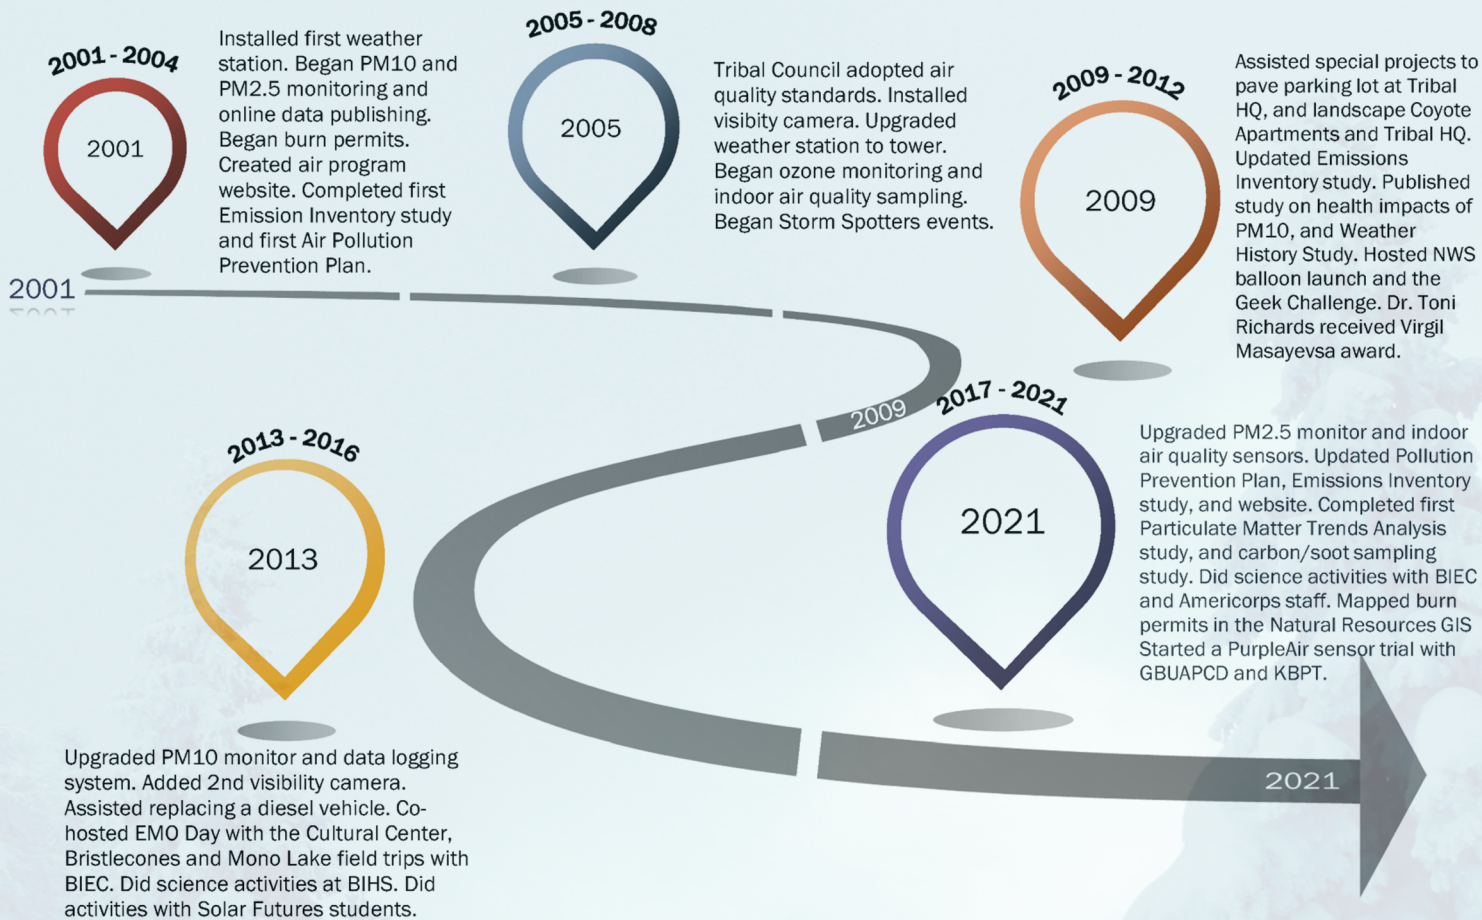 2001 - 2004
2001
Installed first weather
station. Began PM10 and
PM2.5 monitoring and
online data publishing.
Began burn permits.
Created air program
website. Completed first
Emission Inventory study
and first Air Pollution
Prevention Plan.
2005 - 2008
2005
Tribal Council adopted air
quality standards. Installed
visibity camera. Upgraded
weather station to tower.
Began ozone monitoring and
indoor air quality sampling.
Began Storm Spotters events.
2009 - 2012
2009
Assisted special projects to
pave parking lot at Tribal
HQ, and landscape Coyote
Apartments and Tribal HQ.
Updated Emissions
Inventory study. Published
study on health impacts of
PM10, and Weather
History Study. Hosted NWS
balloon launch and the
Geek Challenge. Dr. Toni
Richards received Virgil
Masayevsa award.
2001
2009
2013 - 2016
2013
Upgraded PM10 monitor and data logging
system. Added 2nd visibility camera.
Assisted replacing a diesel vehicle. Co-
hosted EMO Day with the Cultural Center,
Bristlecones and Mono Lake field trips with
BIEC. Did science activities at BIHS. Did
activities with Solar Futures students.
2017 - 2021
2021
Upgraded PM2.5 monitor and indoor
air quality sensors. Updated Pollution
Prevention Plan, Emissions Inventory
study, and website. Completed first
Particulate Matter Trends Analysis
study, and carbon/soot sampling
study. Did science activities with BIEC
and Americorps staff. Mapped burn
permits in the Natural Resources GIS
Started a PurpleAir sensor trial with
GBUAPCD and KBPT.
2021